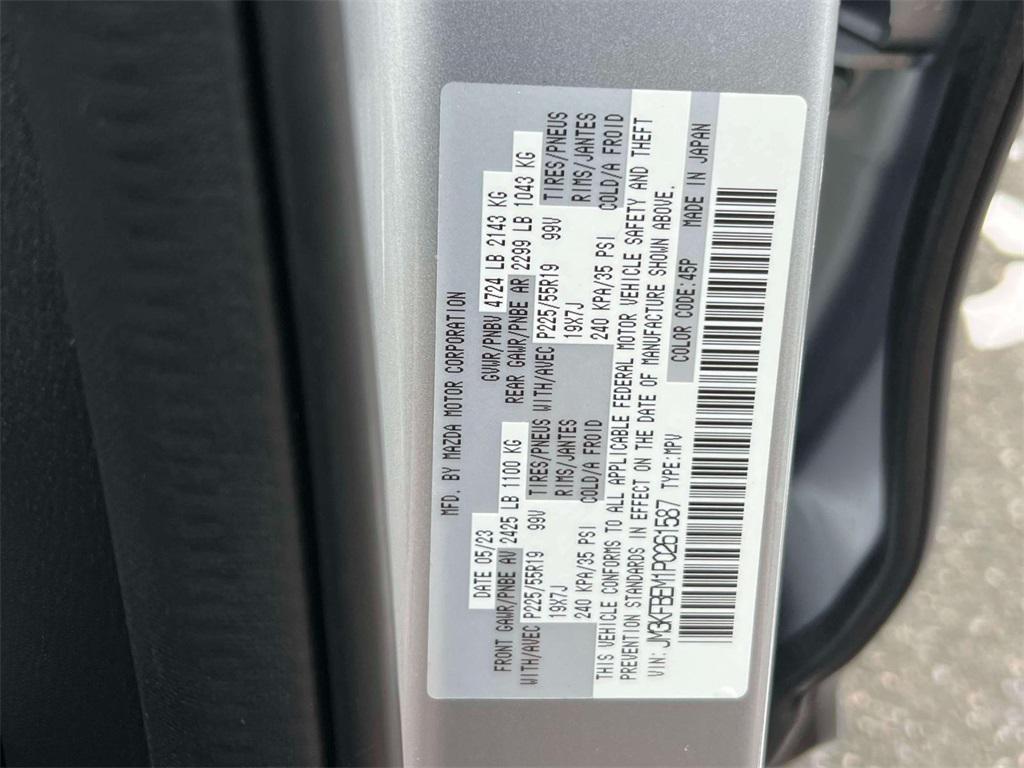 MFD. BY MAZDA MOTOR CORPORATION
DATE 05/23 GVWR/PNBV 4724 LB 2143 KG
FRONT GAWR/PNBE AV 2425 LB 1100 KG REAR GAWR/PNBE AR 2299 LB 1043 KG
WITH/AVEC P225/55R19 99V TIRES/PNEUS WITH/AVEC P225/55R19 99V TIRES/PNEUS
19X7J RIMS/JANTES 19X7J RIMS/JANTES
240 KPA/35 PSI COLD/A FROID 240 KPA/35 PSI COLD/A FROID
THIS VEHICLE CONFORMS TO ALL APPLICABLE FEDERAL MOTOR VEHICLE SAFETY AND THEFT
PREVENTION STANDARDS IN EFFECT ON THE DATE OF MANUFACTURE SHOWN ABOVE.
VIN: JM3KFBEM1P0261587 TYPE:MPV COLOR CODE:45P MADE IN JAPAN